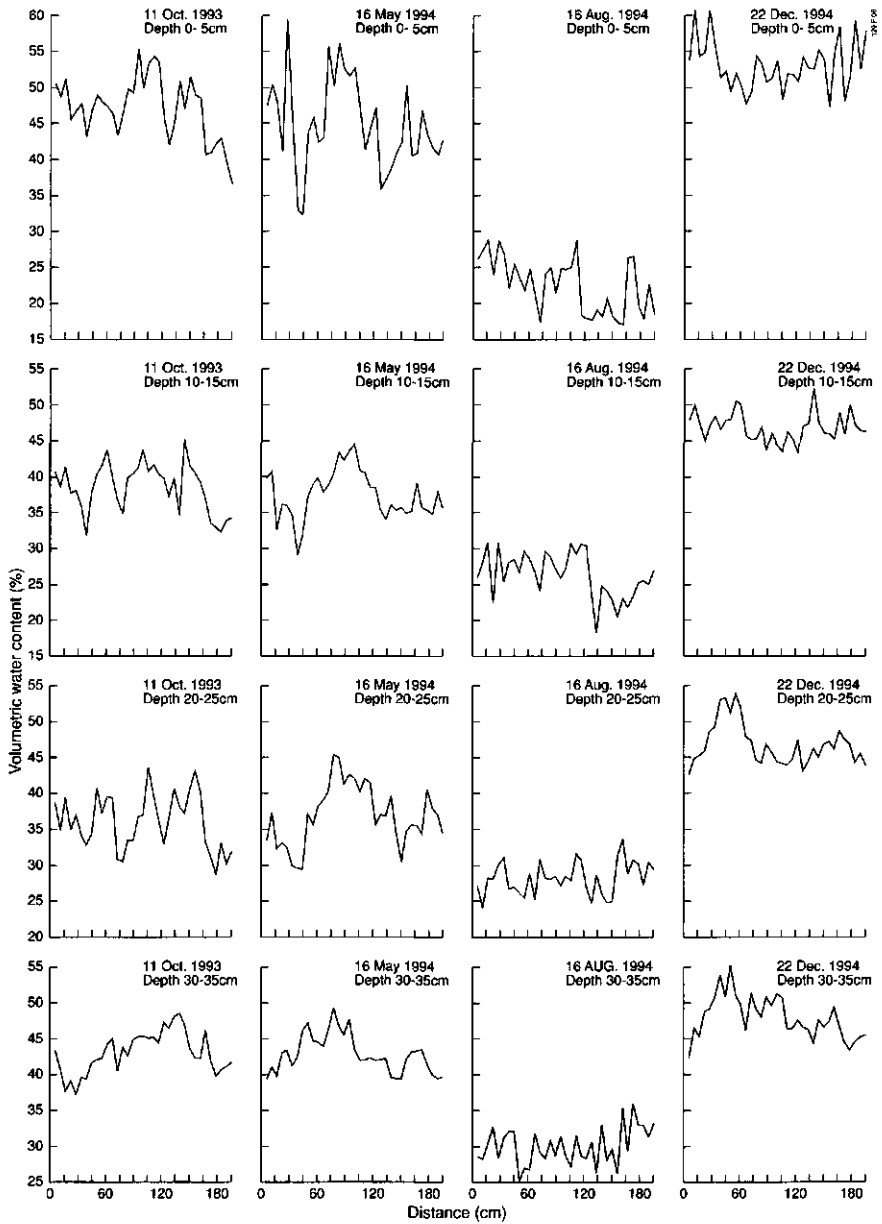 11 Oct. 1993
Depth 0- 5cm
16 May 1994
Depth 0- 5cm
16 Aug. 1994
Depth 0- 5cm
22 Dec. 1994
Depth 0- 5cm
60
55
50
45
40
35
30
25
20
15
11 Oct. 1993
Depth 10-15cm
16 May 1994
Depth 10-15cm
16 Aug. 1994
Depth 10-15cm
22 Dec. 1994
Depth 10-15cm
55
50
45
40
35
30
25
20
15
Volumetric water content (%)
11 Oct. 1993
Depth 20-25cm
16 May 1994
Depth 20-25cm
16 Aug. 1994
Depth 20-25cm
22 Dec. 1994
Depth 20-25cm
55
50
45
40
35
30
25
20
11 Oct. 1993
Depth 30-35cm
16 May 1994
Depth 30-35cm
16 AUG. 1994
Depth 30-35cm
22 Dec. 1994
Depth 30-35cm
55
50
45
40
35
30
25
0 60 120 180
0 60 120 180
0 60 120 180
0 60 120 180
Distance (cm)